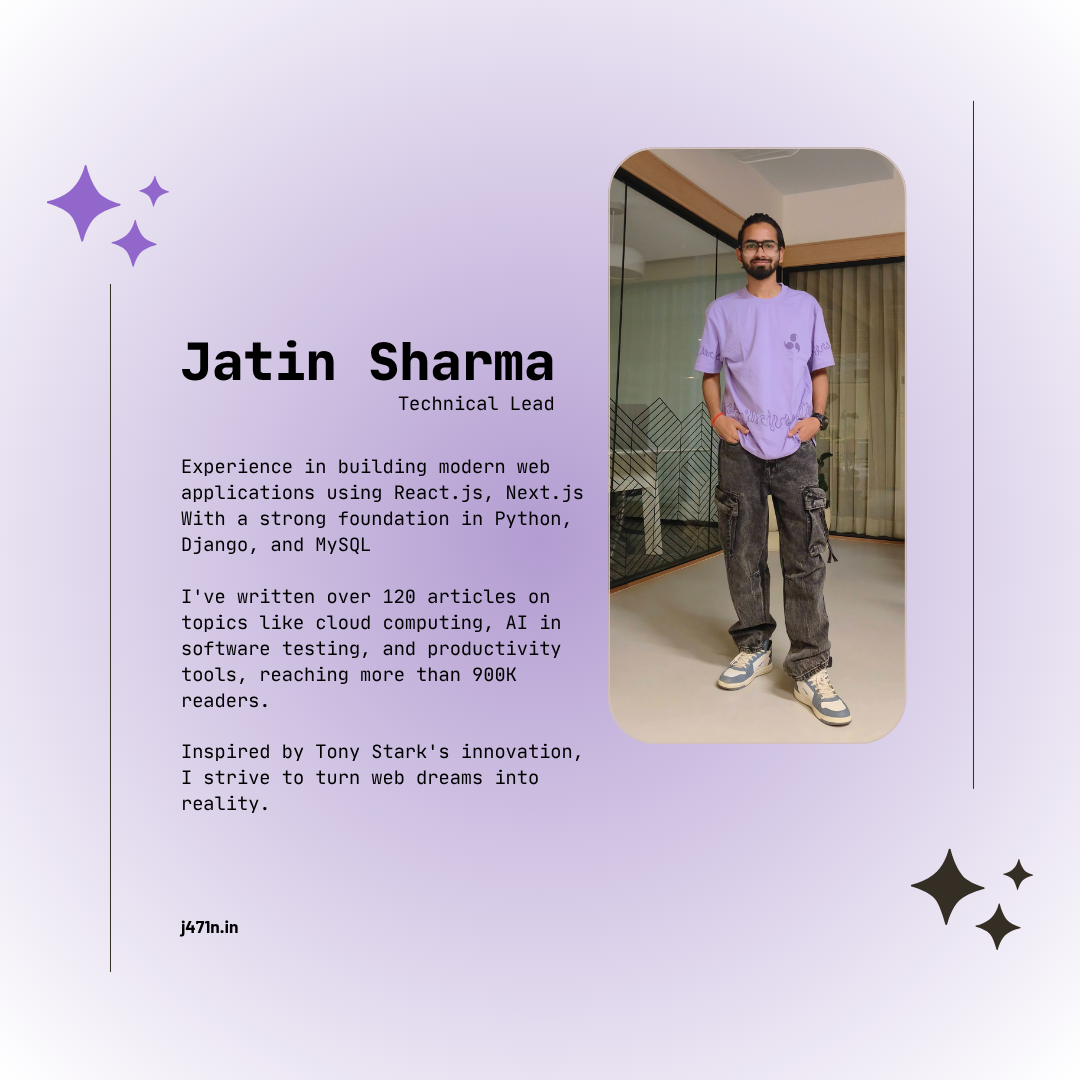 Jatin Sharma
Technical Lead
Experience in building modern web
applications using React.js, Next.js
With a strong foundation in Python,
Django, and MySQL
I've written over 120 articles on
topics like cloud computing, AI in
software testing, and productivity
tools, reaching more than 900K
readers.
Inspired by Tony Stark's innovation,
I strive to turn web dreams into
reality.
j471n.in